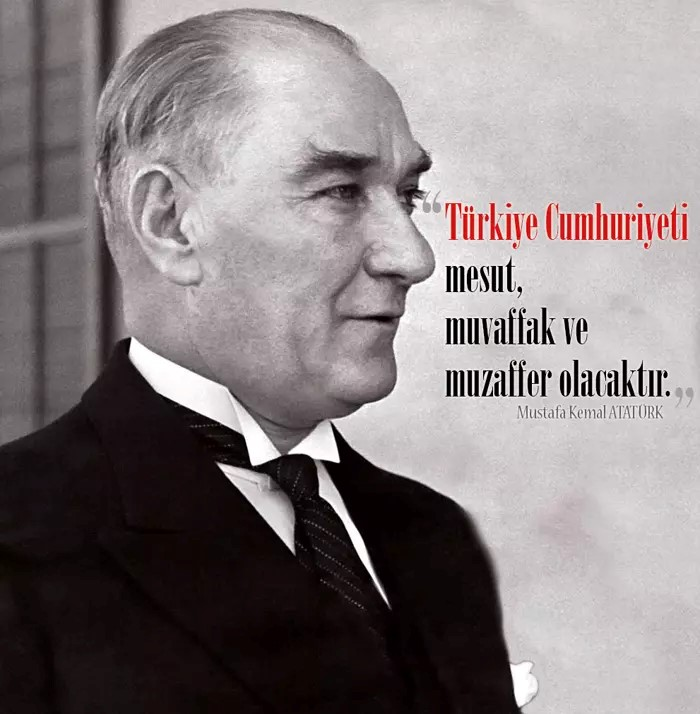 “Türkiye Cumhuriyeti
mesut,
muvaffak ve
muzaffer olacaktır.”
Mustafa Kemal ATATÜRK